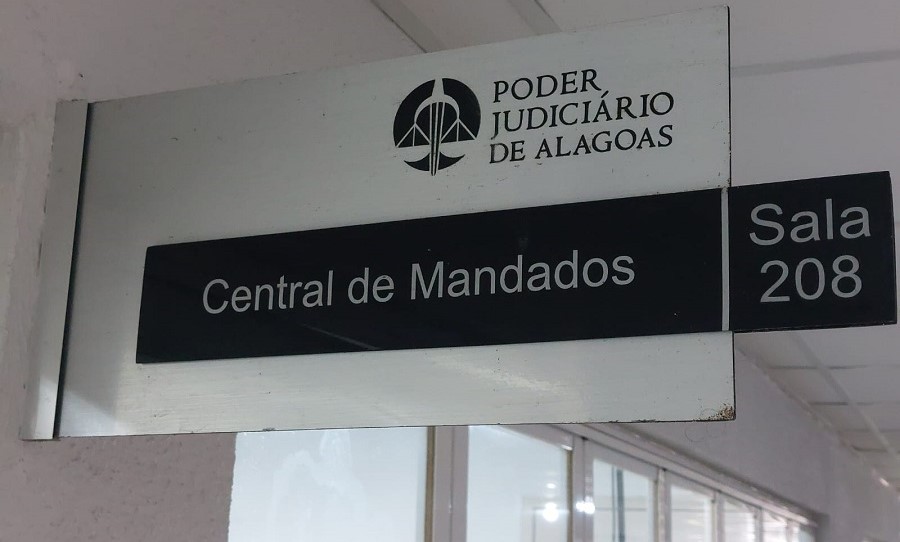 PODER
JUDICIÁRIO
DE ALAGOAS
Central de Mandados
Sala
208